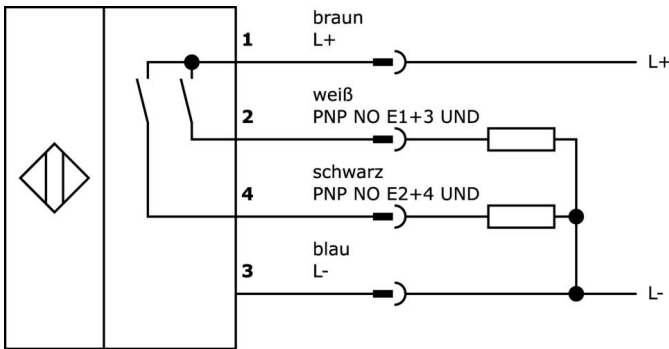 braun
1 L+ L+
weiß
2 PNP NO E1+3 UND
schwarz
4 PNP NO E2+4 UND
blau
3 L- L-